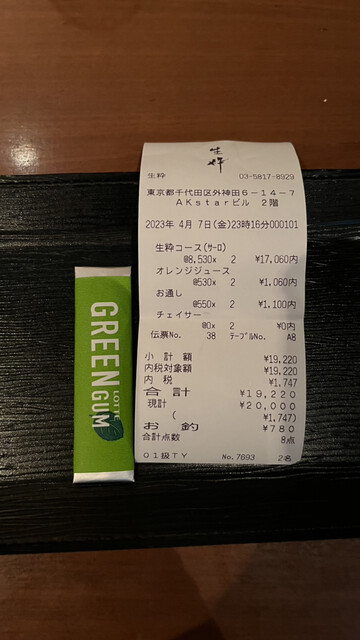 生粋
生粋 03-5817-8929
東京都千代田区外神田6-14-7
AKstarビル 2階
2023年 4月 7日(金)23時16分000101
生粋コース(ｻｰﾛ)
@8,530x 2 ¥17,060内
オレンジジュース
@530x 2 ¥1,060内
お通し
@550x 2 ¥1,100内
チェイサー
@0x 2 ¥0内
伝票No. 38 テーブルNo. A8
小計額 ¥19,220
内税対象額 ¥19,220
内税 ¥1,747
合計 ¥19,220
現計 ¥20,000
( ¥1,747)
お釣 ¥780
合計点数 8点
01扱TY No.7693 2名
GREEN GUM
LOTTE